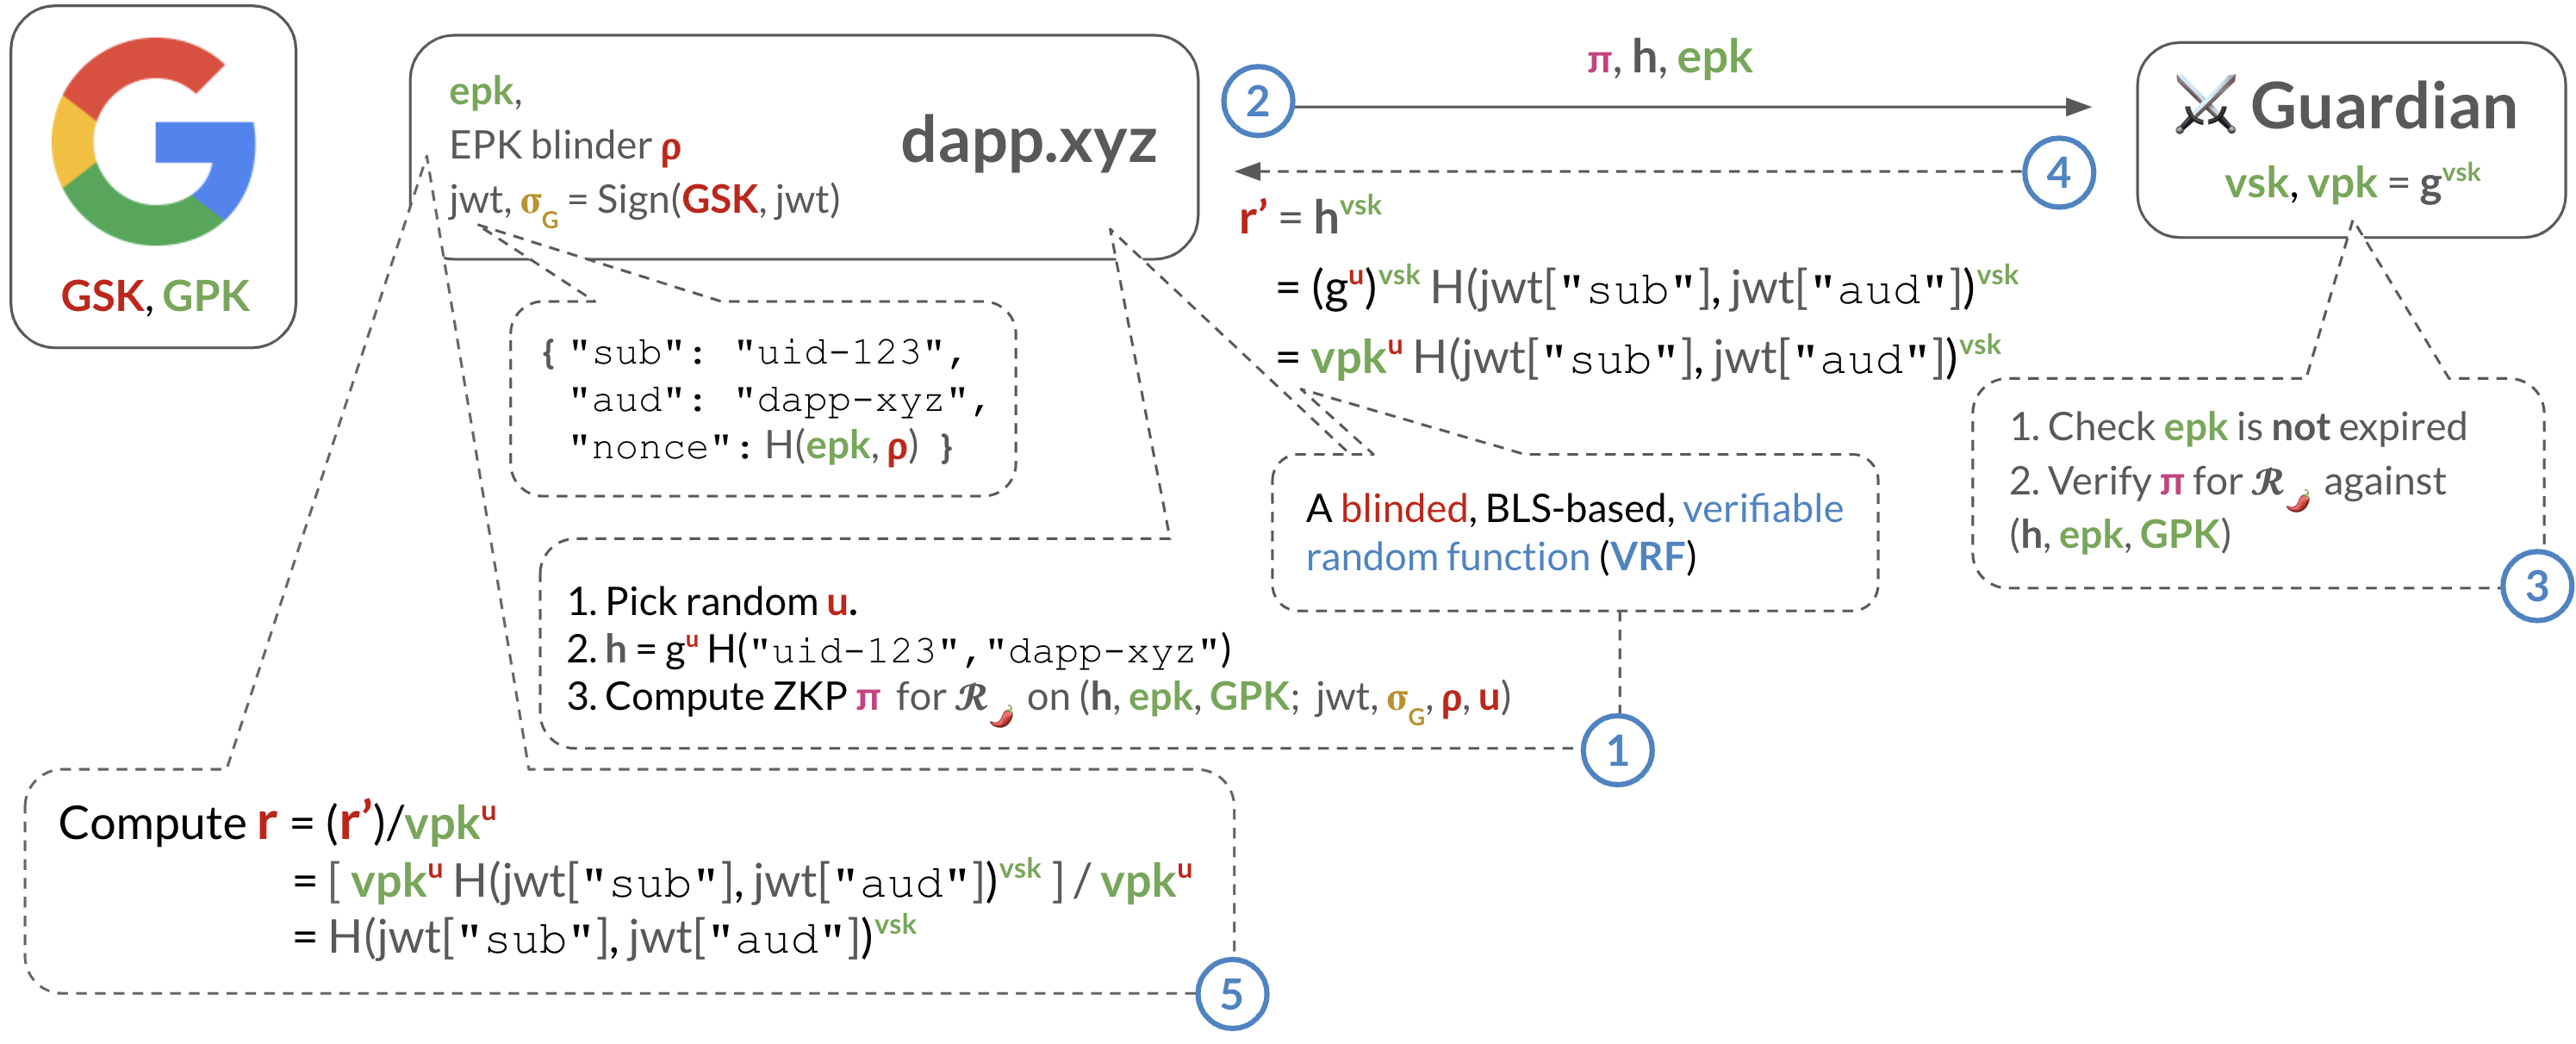 GSK, GPK
epk,
EPK blinder ρ
jwt, σG = Sign(GSK, jwt)
dapp.xyz
{ "sub": "uid-123",
"aud": "dapp-xyz",
"nonce": H(epk, ρ) }
2
π, h, epk
4
r’ = h^vsk
= (g^u)^vsk H(jwt["sub"], jwt["aud"])^vsk
= vpk^u H(jwt["sub"], jwt["aud"])^vsk
⚔️ Guardian
vsk, vpk = g^vsk
1. Check epk is not expired
2. Verify π for ℛ🌶️ against
(h, epk, GPK)
3
A blinded, BLS-based, verifiable
random function (VRF)
1. Pick random u.
2. h = g^u H("uid-123","dapp-xyz")
3. Compute ZKP π for ℛ🌶️ on (h, epk, GPK; jwt, σG, ρ, u)
1
Compute r = (r’)/vpk^u
= [ vpk^u H(jwt["sub"], jwt["aud"])^vsk ] / vpk^u
= H(jwt["sub"], jwt["aud"])^vsk
5